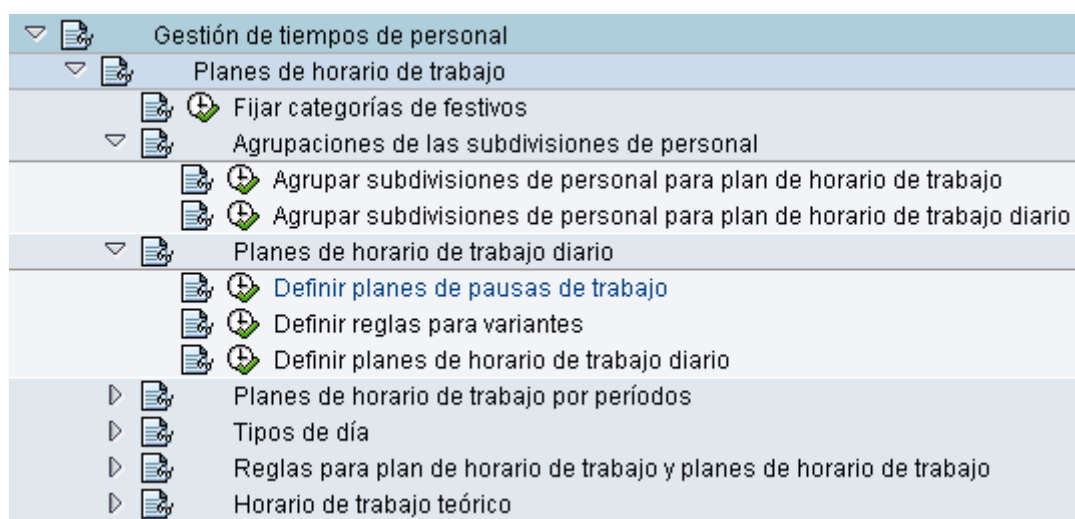 Gestión de tiempos de personal
Planes de horario de trabajo
Fijar categorías de festivos
Agrupaciones de las subdivisiones de personal
Agrupar subdivisiones de personal para plan de horario de trabajo
Agrupar subdivisiones de personal para plan de horario de trabajo diario
Planes de horario de trabajo diario
Definir planes de pausas de trabajo
Definir reglas para variantes
Definir planes de horario de trabajo diario
Planes de horario de trabajo por períodos
Tipos de día
Reglas para plan de horario de trabajo y planes de horario de trabajo
Horario de trabajo teórico